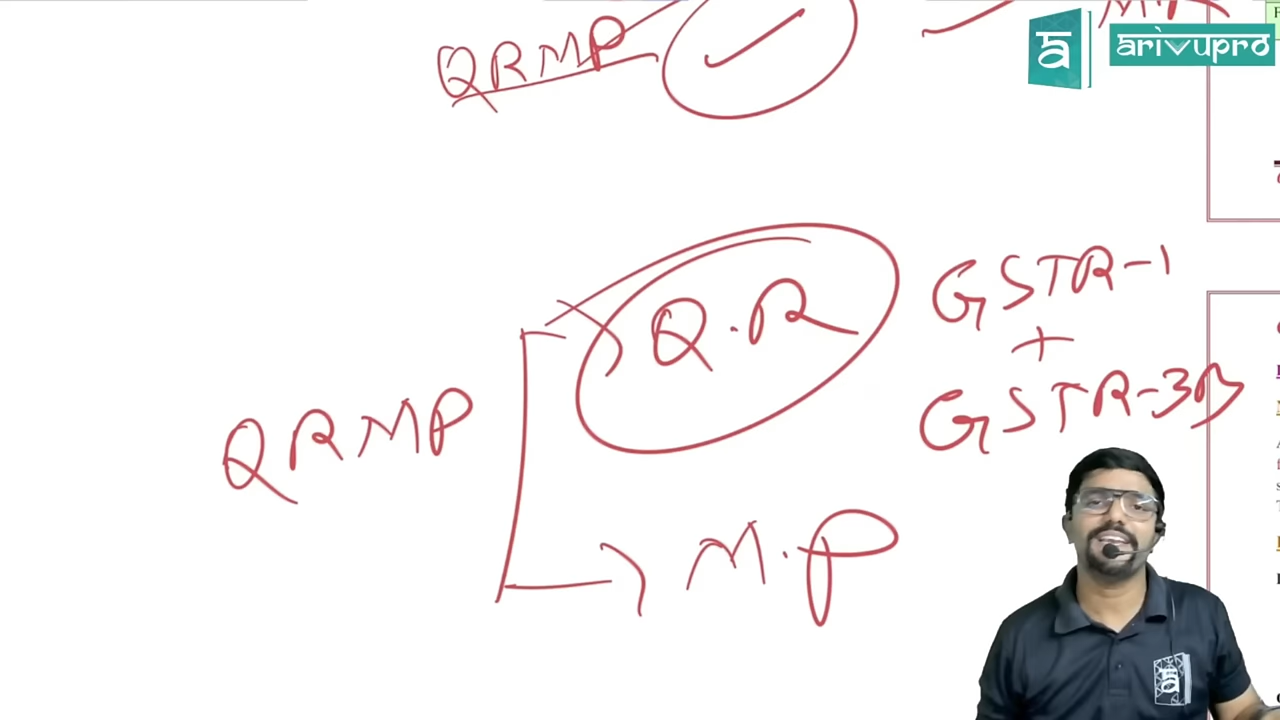 QRMP
M.R
ā arivupro
Q.R
GSTR-1
+
GSTR-3B
QRMP
M.P
ā